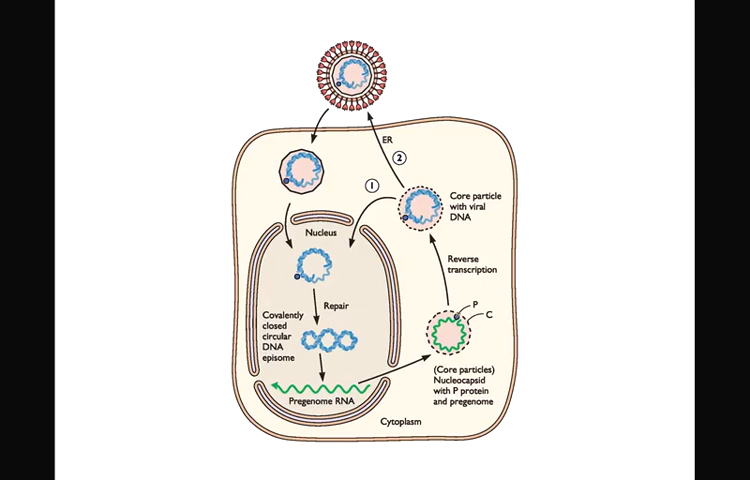 ER
2
1
Core particle
with viral
DNA
Nucleus
Reverse
transcription
Repair
P
C
Covalently
closed
circular
DNA
episome
(Core particles)
Nucleocapsid
with P protein
and pregenome
Pregenome RNA
Cytoplasm